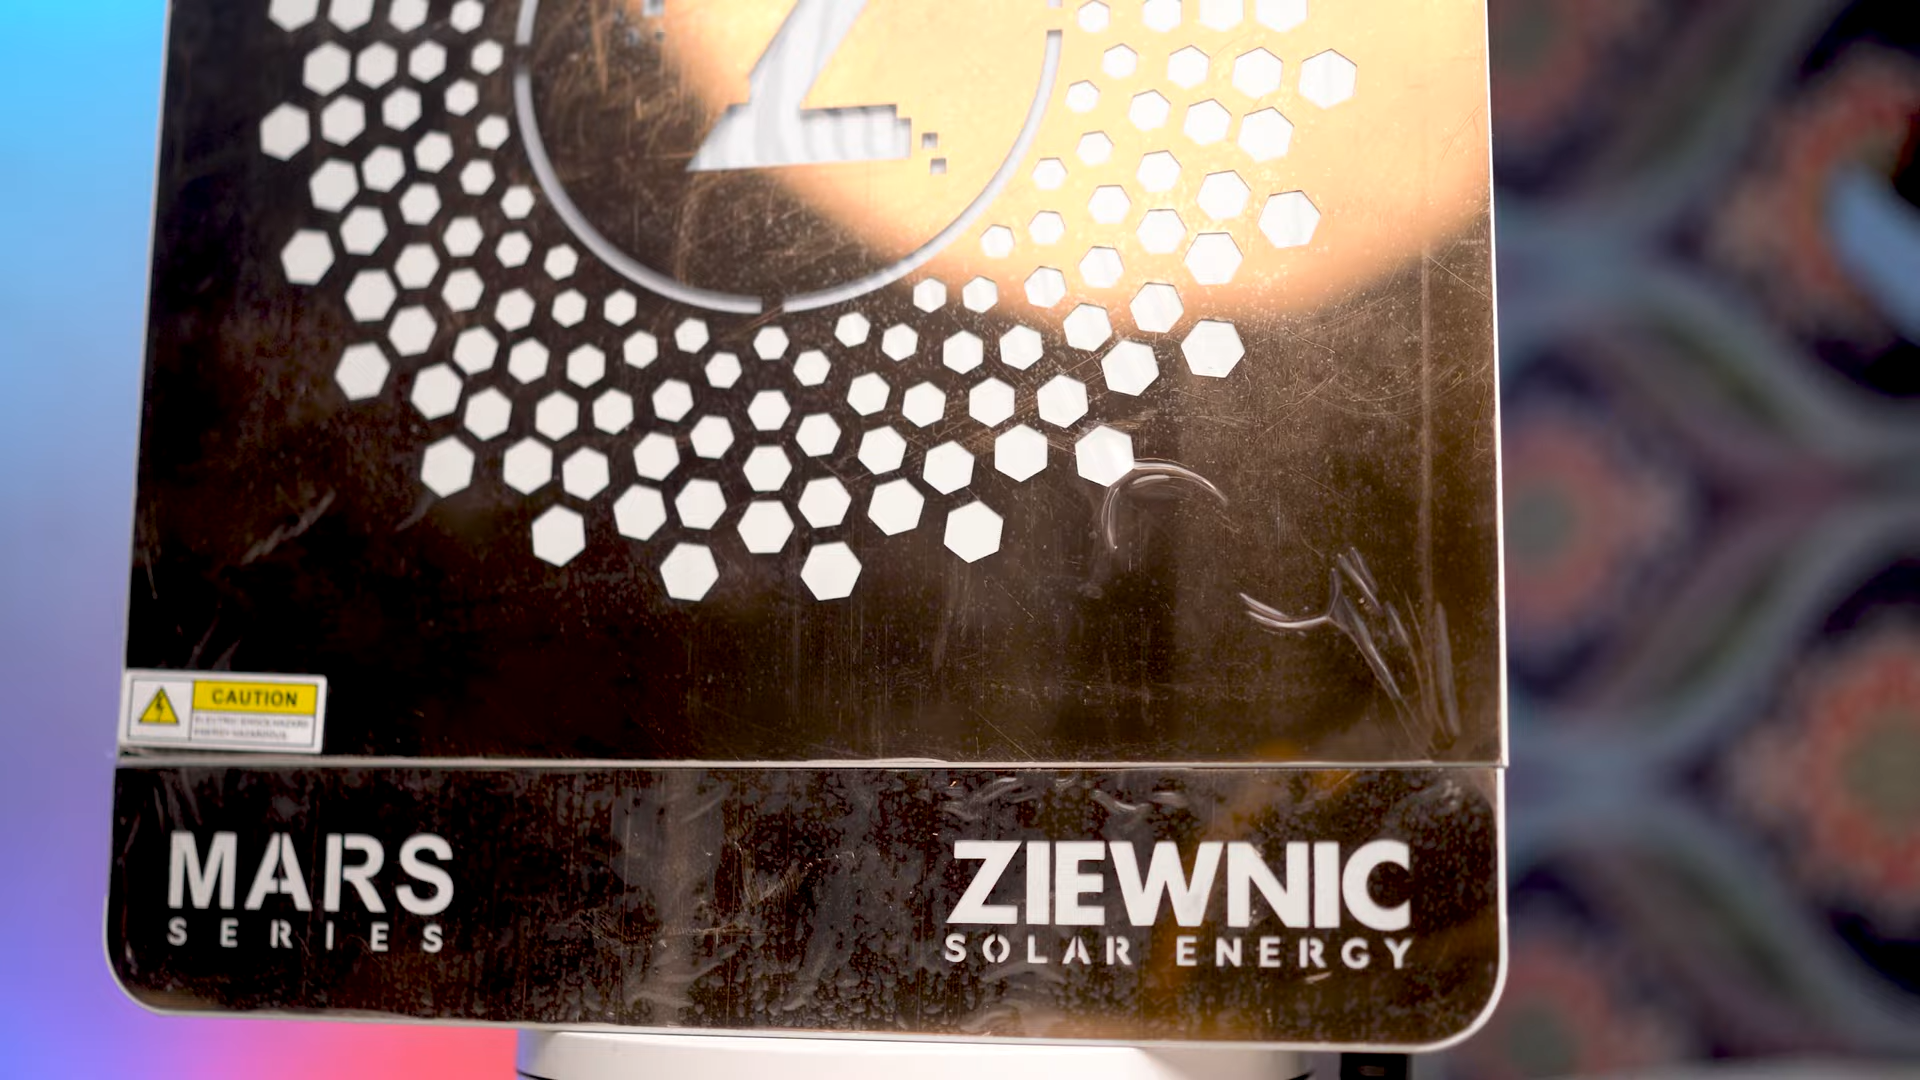 Z
CAUTION
MARS
SERIES
ZIEWNIC
SOLAR ENERGY